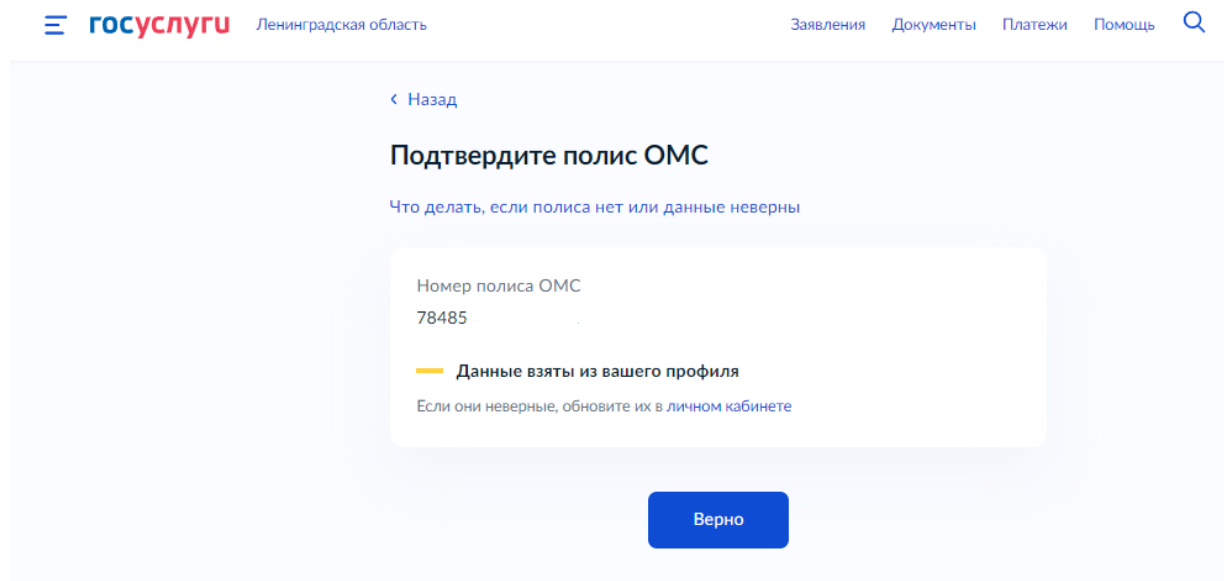 госуслуги Ленинградская область Заявления Документы Платежи Помощь
Назад
Подтвердите полис ОМС
Что делать, если полиса нет или данные неверны
Номер полиса ОМС
78485
Данные взяты из вашего профиля
Если они неверные, обновите их в личном кабинете
Верно